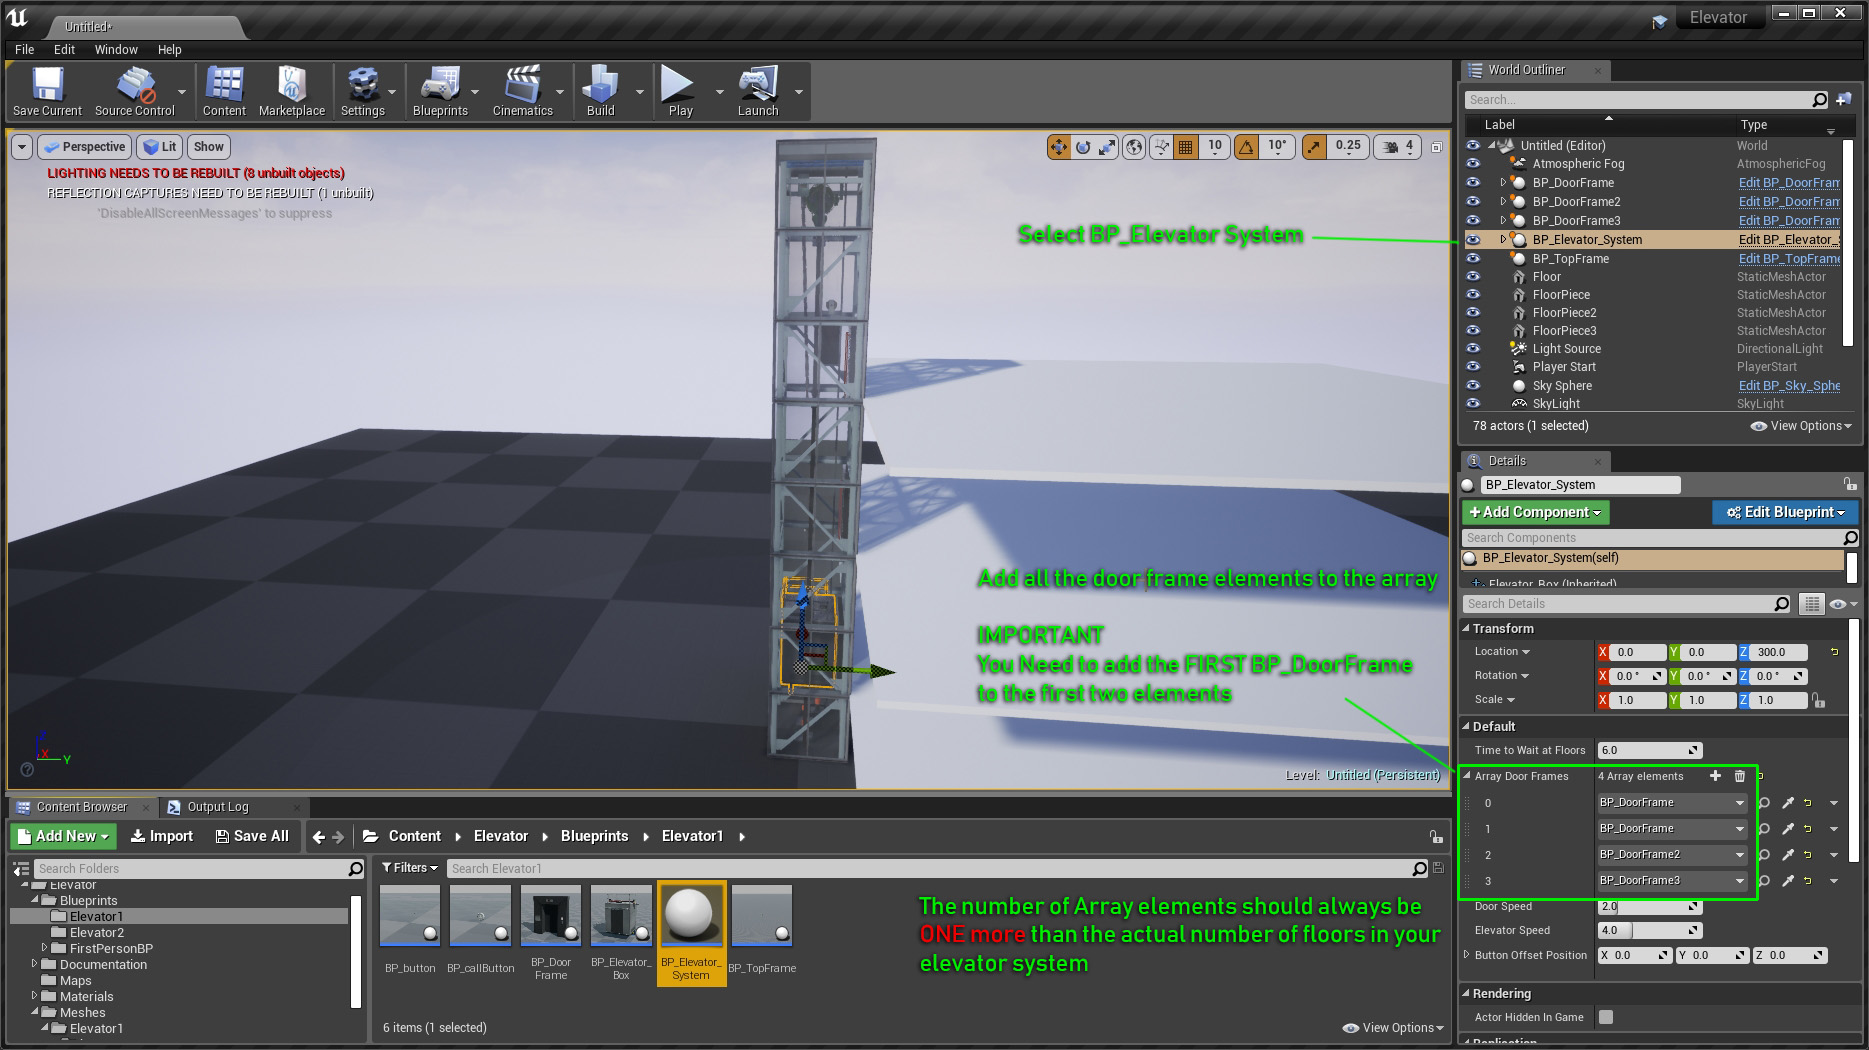 Untitled*
Elevator
File Edit Window Help
Save Current Source Control Content Marketplace Settings Blueprints Cinematics Build Play Launch
Perspective Lit Show
10 10° 0.25 4
LIGHTING NEEDS TO BE REBUILT (8 unbuilt objects)
REFLECTION CAPTURES NEED TO BE REBUILT (1 unbuilt)
'DisableAllScreenMessages' to suppress
Select BP_Elevator System
Add all the door frame elements to the array
IMPORTANT
You Need to add the FIRST BP_DoorFrame
to the first two elements
X Y
Level: Untitled (Persistent)
World Outliner
Search...
Label Type
Untitled (Editor) World
Atmospheric Fog AtmosphericFog
BP_DoorFrame Edit BP_DoorFram
BP_DoorFrame2 Edit BP_DoorFram
BP_DoorFrame3 Edit BP_DoorFram
BP_Elevator_System Edit BP_Elevator_S
BP_TopFrame Edit BP_TopFrame
Floor StaticMeshActor
FloorPiece StaticMeshActor
FloorPiece2 StaticMeshActor
FloorPiece3 StaticMeshActor
Light Source DirectionalLight
Player Start PlayerStart
Sky Sphere Edit BP_Sky_Sphe
SkyLight SkyLight
78 actors (1 selected) View Options
Details
BP_Elevator_System
+Add Component Edit Blueprint
Search Components
BP_Elevator_System(self)
Elevator_Box (Inherited)
Search Details
Transform
Location X 0.0 Y 0.0 Z 300.0
Rotation X 0.0 ° Y 0.0 ° Z 0.0 °
Scale X 1.0 Y 1.0 Z 1.0
Default
Time to Wait at Floors 6.0
Array Door Frames 4 Array elements
0 BP_DoorFrame
1 BP_DoorFrame
2 BP_DoorFrame2
3 BP_DoorFrame3
Door Speed 2.0
Elevator Speed 4.0
Button Offset Position X 0.0 Y 0.0 Z 0.0
Rendering
Actor Hidden In Game
Replication
Content Browser Output Log
Add New Import Save All Content Elevator Blueprints Elevator1
Search Folders
Elevator
Blueprints
Elevator1
Elevator2
FirstPersonBP
Documentation
Maps
Materials
Meshes
Elevator1
Filters Search Elevator1
BP_button
BP_callButton
BP_Door
Frame
BP_Elevator_
Box
BP_Elevator_
System
BP_TopFrame
The number of Array elements should always be
ONE more than the actual number of floors in your
elevator system
6 items (1 selected) View Options